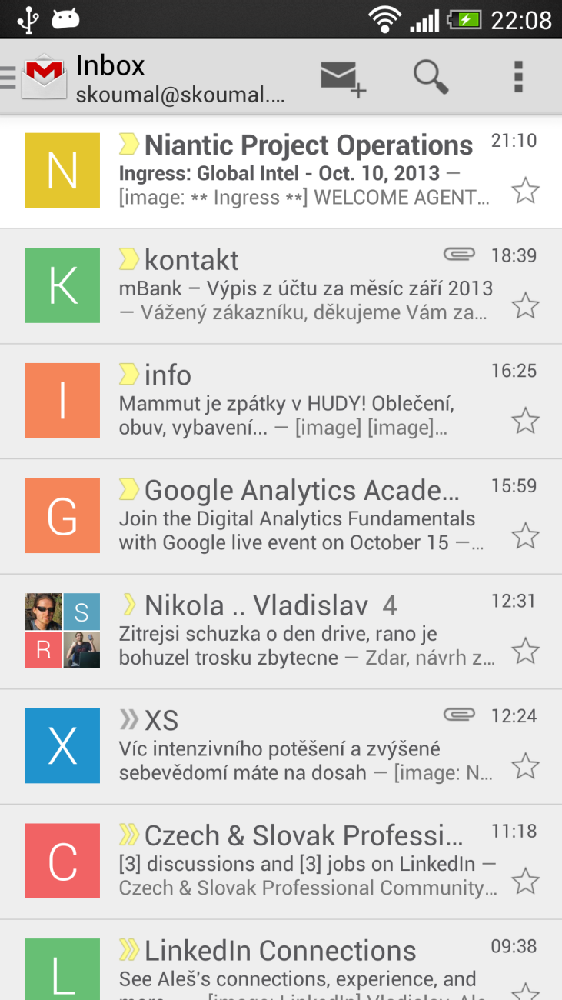 22:08
Inbox
skoumal@skoumal....
N
Niantic Project Operations
21:10
Ingress: Global Intel - Oct. 10, 2013 —
[image: ** Ingress **] WELCOME AGENT...
K
kontakt
18:39
mBank – Výpis z účtu za měsíc září 2013
— Vážený zákazníku, děkujeme Vám za...
I
info
16:25
Mammut je zpátky v HUDY! Oblečení,
obuv, vybavení... — [image] [image]...
G
Google Analytics Acade...
15:59
Join the Digital Analytics Fundamentals
with Google live event on October 15 —...
S
R
Nikola .. Vladislav 4
12:31
Zitrejsi schuzka o den drive, rano je
bohuzel trosku zbytecne — Zdar, návrh z...
X
XS
12:24
Víc intenzivního potěšení a zvýšené
sebevědomí máte na dosah — [image: N...
C
Czech & Slovak Professi...
11:18
[3] discussions and [3] jobs on LinkedIn —
Czech & Slovak Professional Community...
L
LinkedIn Connections
09:38
See Aleš's connections, experience, and
more — [image: LinkedIn] Vladislav, Ale